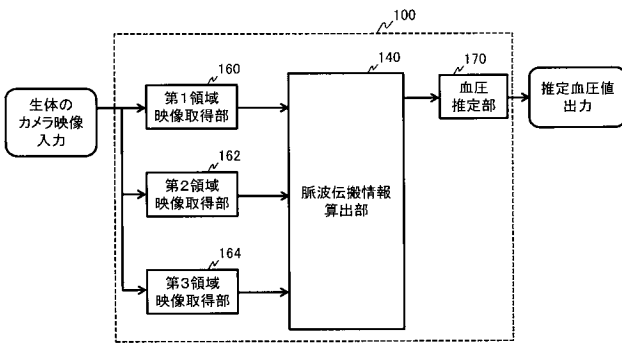 100
生体の
カメラ映像
入力
160
第1領域
映像取得部
162
第2領域
映像取得部
164
第3領域
映像取得部
140
脈波伝搬情報
算出部
170
血圧
推定部
推定血圧値
出力